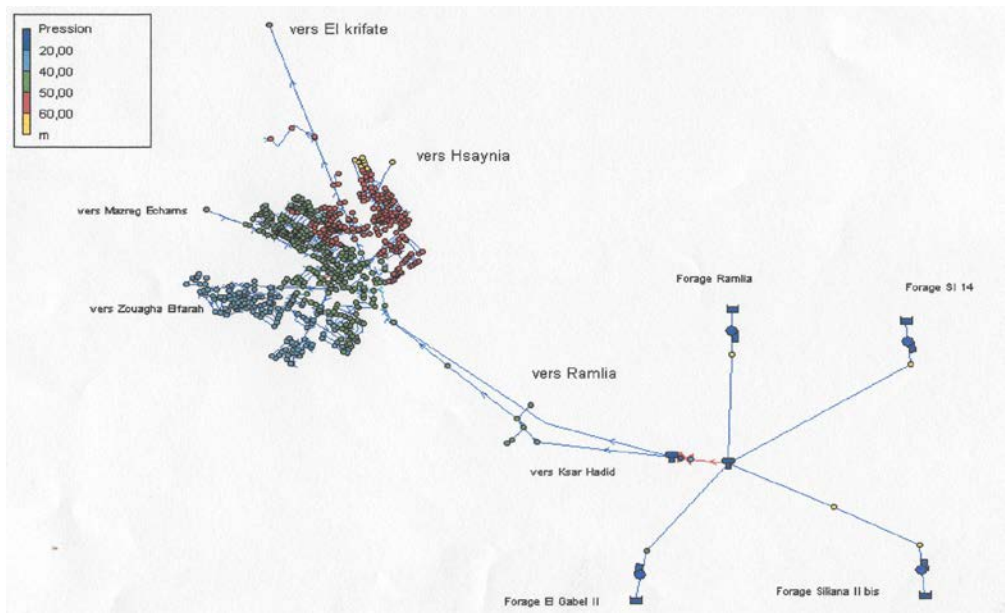 Pression
20,00
40,00
50,00
60,00
m
vers El krifate
vers Hsaynia
vers Mazreg Echams
vers Zouagha Elfarah
Forage Ramlia
Forage SI 14
vers Ramlia
vers Ksar Hadid
Forage El Gabel II
Forage Siliana II bis